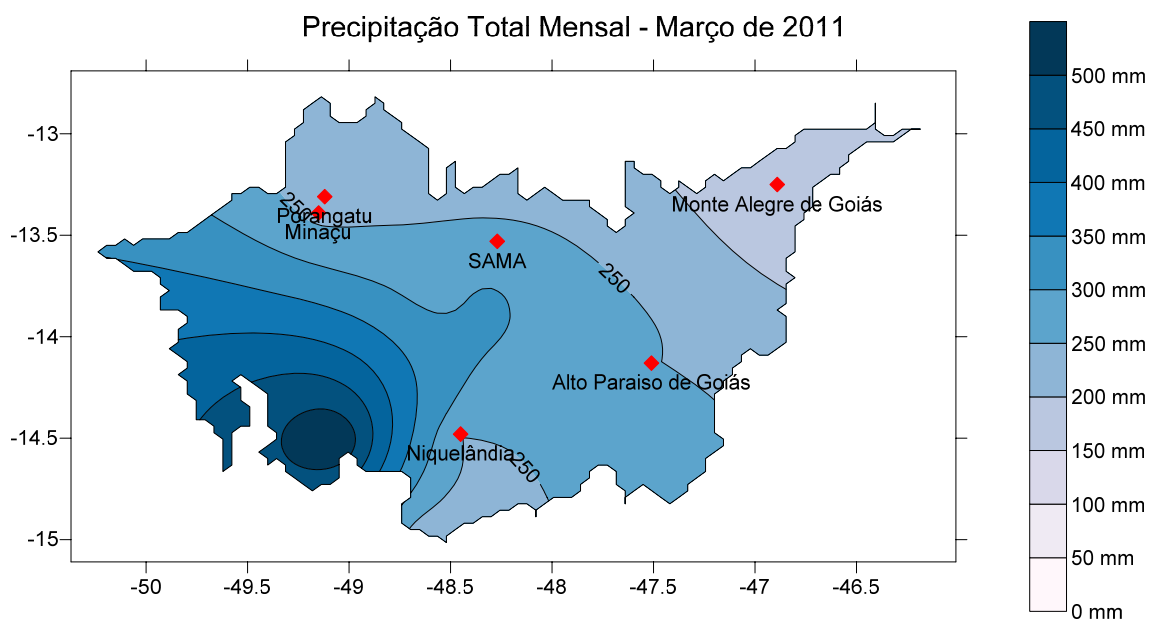 Precipitação Total Mensal - Março de 2011
500 mm
450 mm
400 mm
350 mm
300 mm
250 mm
200 mm
150 mm
100 mm
50 mm
0 mm
-13
-13.5
-14
-14.5
-15
250
Porangatu
Minaçu
SAMA
Monte Alegre de Goiás
250
Alto Paraiso de Goiás
Niquelândia
250
-50
-49.5
-49
-48.5
-48
-47.5
-47
-46.5